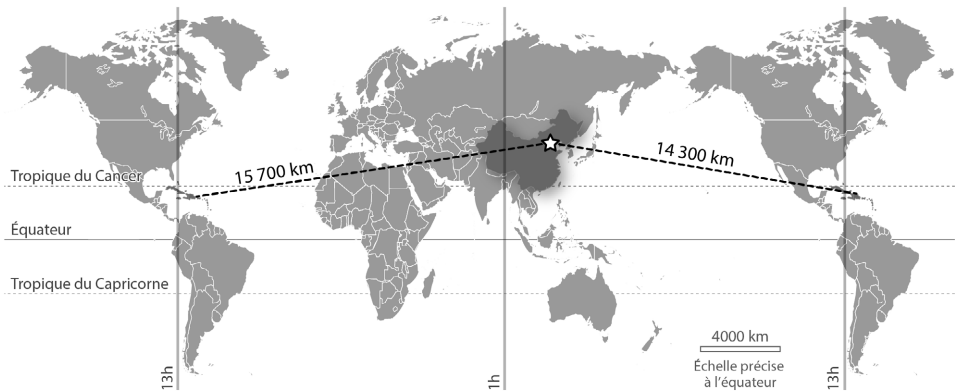 15 700 km
14 300 km
Tropique du Cancer
Équateur
Tropique du Capricorne
4000 km
Échelle précise
à l’équateur
13h
1h
13h